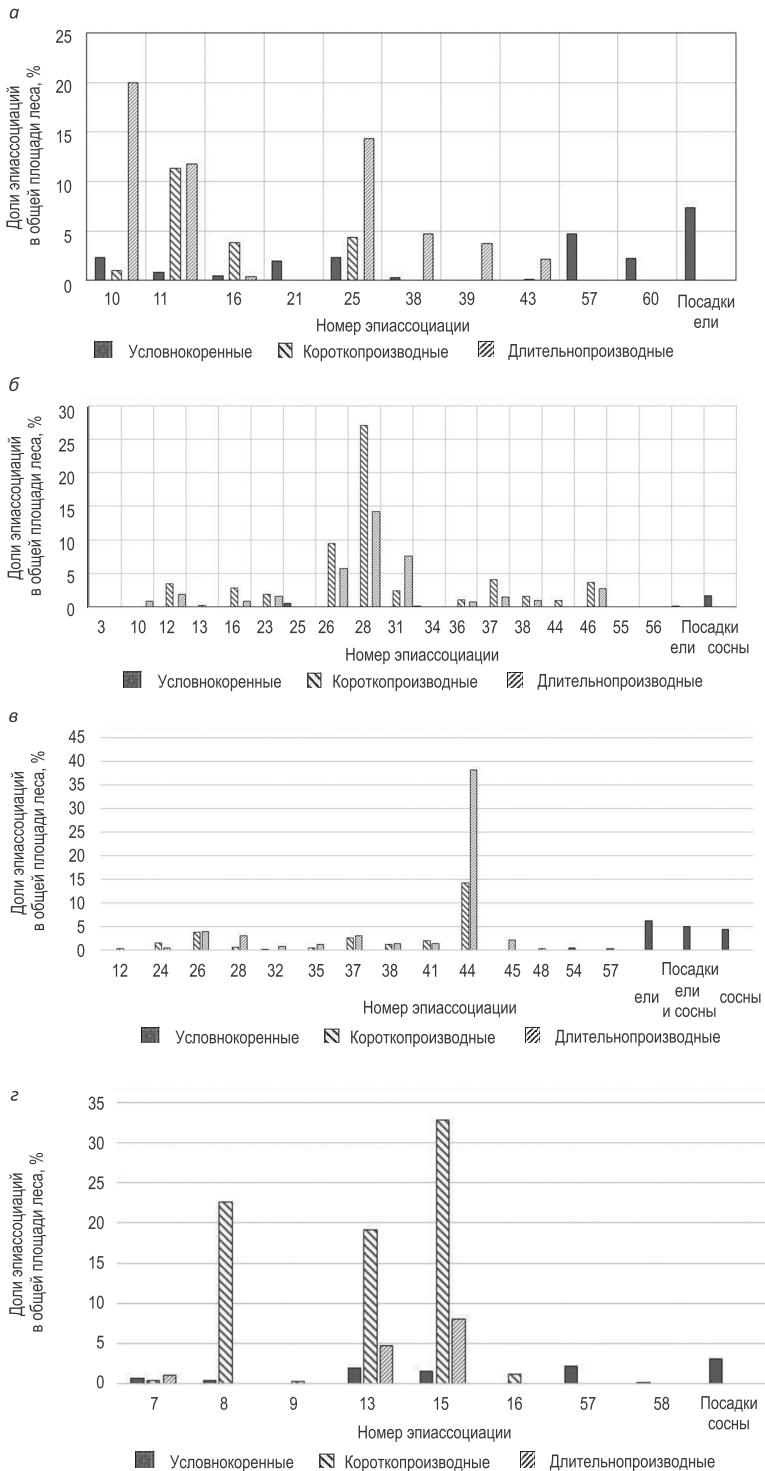 а
Доли эпиассоциаций
в общей площади леса, %
25
20
15
10
5
0
10 11 16 21 25 38 39 43 57 60 Посадки
ели
Номер эпиассоциации
Условнокоренные Короткопроизводные Длительнопроизводные
б
Доли эпиассоциаций
в общей площади леса, %
30
25
20
15
10
5
0
3 10 12 13 16 23 25 26 28 31 34 36 37 38 44 46 55 56 Посадки
ели сосны
Номер эпиассоциации
Условнокоренные Короткопроизводные Длительнопроизводные
в
Доли эпиассоциаций
в общей площади леса, %
45
40
35
30
25
20
15
10
5
0
12 24 26 28 32 35 37 38 41 44 45 48 54 57 Посадки
ели ели сосны
и сосны
Номер эпиассоциации
Условнокоренные Короткопроизводные Длительнопроизводные
г
Доли эпиассоциаций
в общей площади леса, %
35
30
25
20
15
10
5
0
7 8 9 13 15 16 57 58 Посадки
сосны
Номер эпиассоциации
Условнокоренные Короткопроизводные Длительнопроизводные